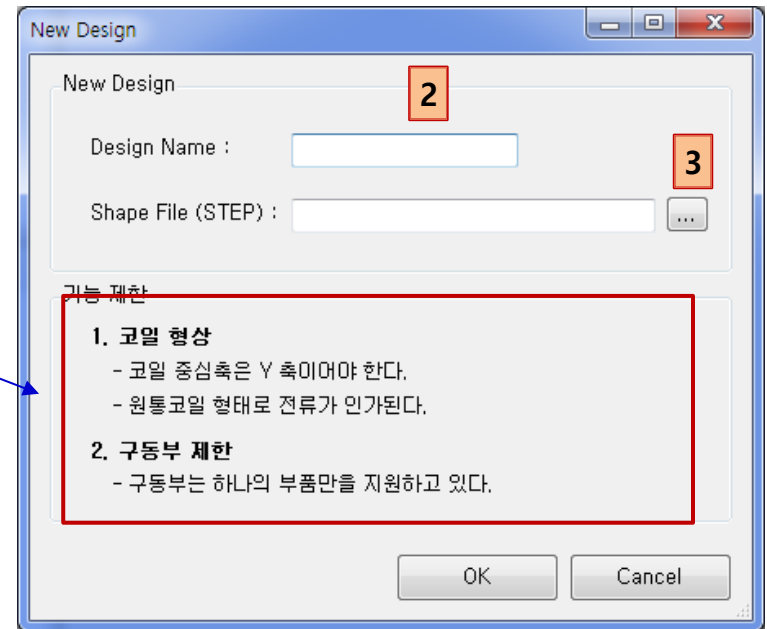 New Design
New Design
2
Design Name :
3
Shape File (STEP) :
...
기능 제한
1. 코일 형상
- 코일 중심축은 Y 축이어야 한다.
- 원통코일 형태로 전류가 인가된다.
2. 구동부 제한
- 구동부는 하나의 부품만을 지원하고 있다.
OK Cancel